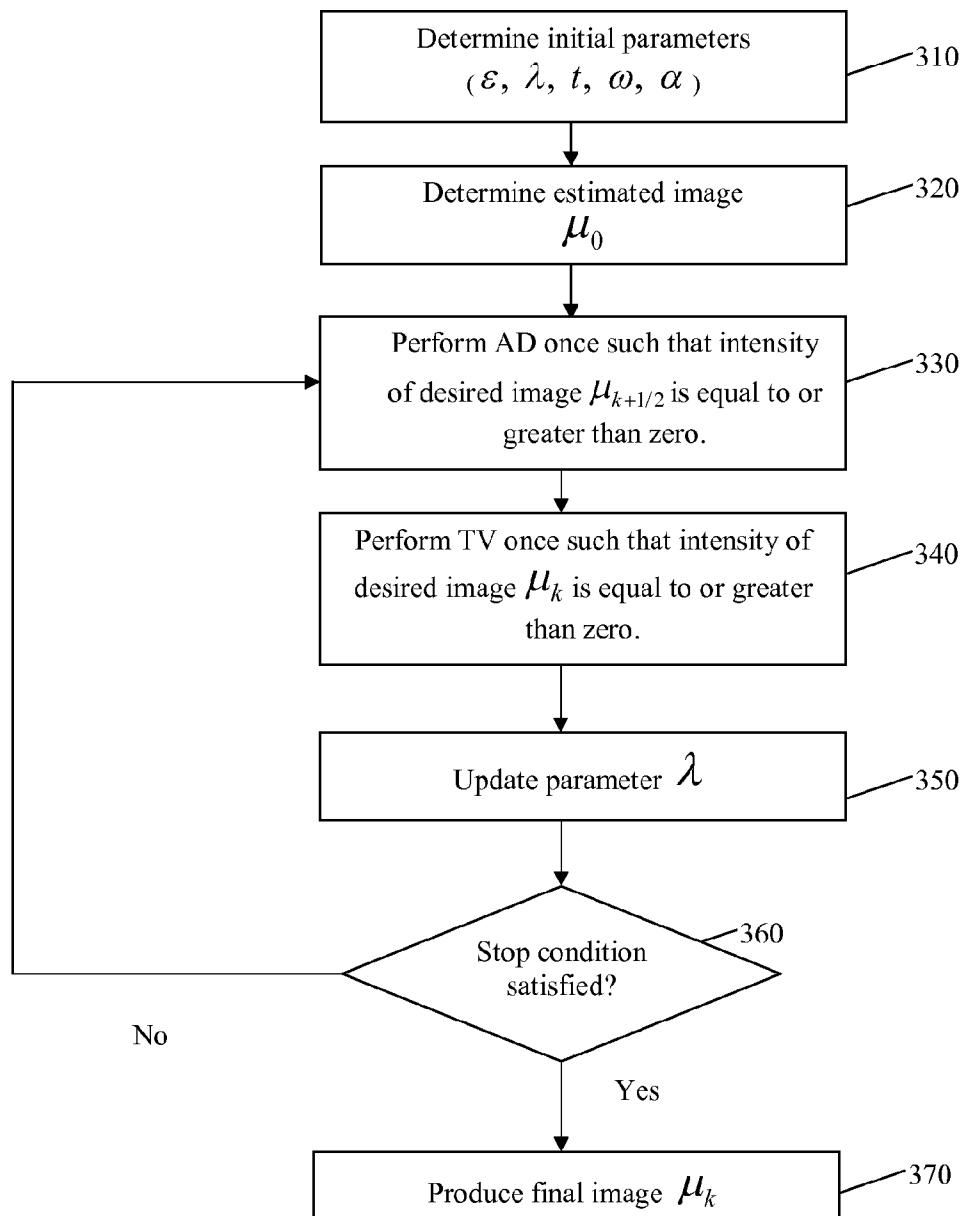 Determine initial parameters
(ε, λ, t, ω, α)
310
Determine estimated image
μ₀
320
Perform AD once such that intensity
of desired image μₖ₊₁/₂ is equal to or
greater than zero.
330
Perform TV once such that intensity of
desired image μₖ is equal to or greater
than zero.
340
Update parameter λ
350
Stop condition
satisfied?
360
No
Yes
Produce final image μₖ
370